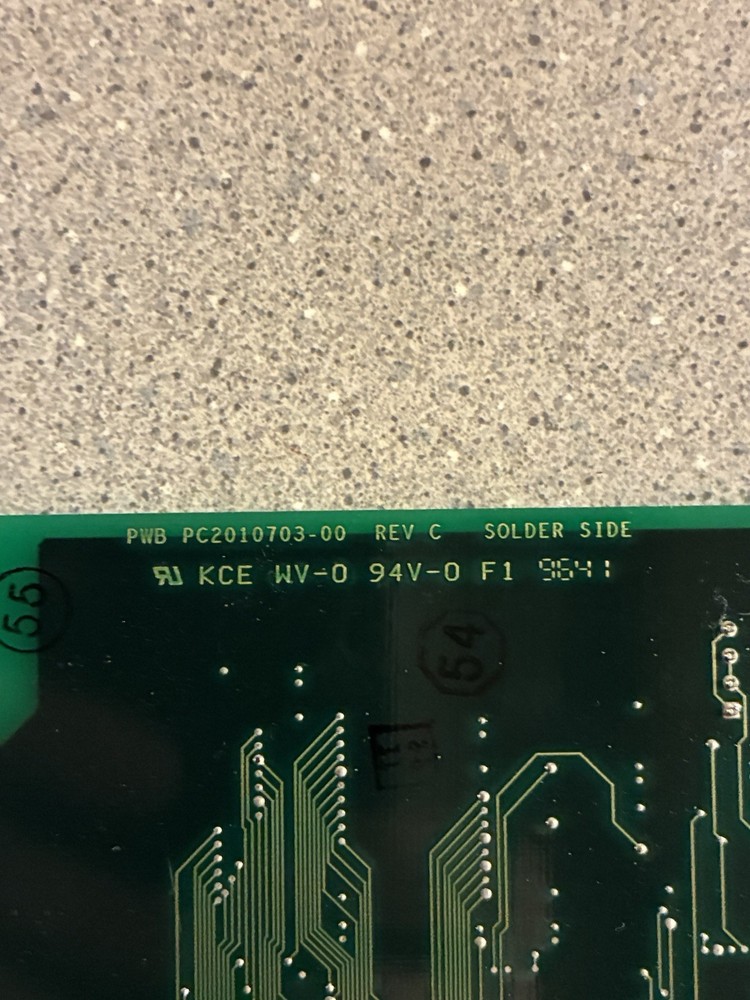 PWB PC2010703-00 REV C SOLDER SIDE
KCE WV-0 94V-0 F1 9641
55
54